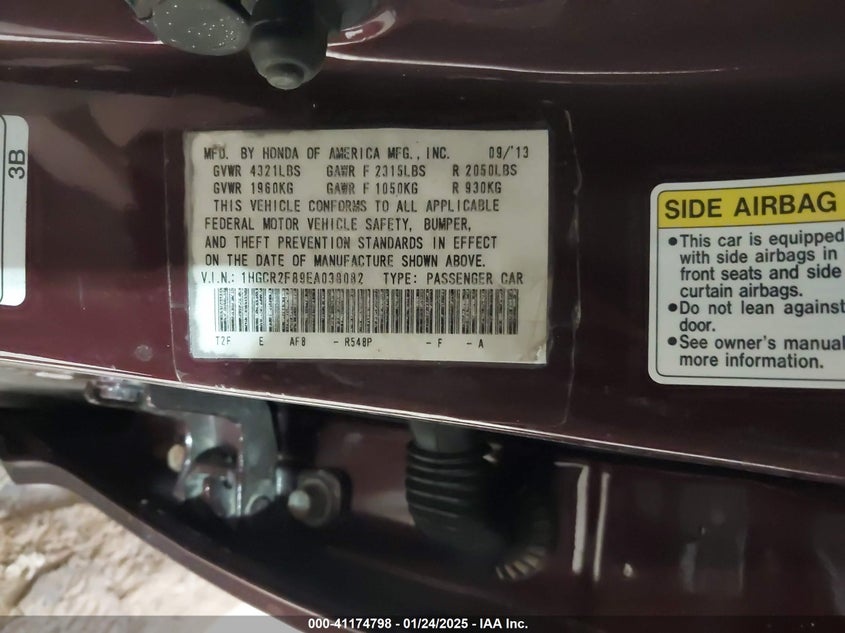 3B
MFD. BY HONDA OF AMERICA MFG., INC. 09/'13
GVWR 4321LBS GAWR F 2315LBS R 2050LBS
GVWR 1960KG GAWR F 1050KG R 930KG
THIS VEHICLE CONFORMS TO ALL APPLICABLE
FEDERAL MOTOR VEHICLE SAFETY, BUMPER,
AND THEFT PREVENTION STANDARDS IN EFFECT
ON THE DATE OF MANUFACTURE SHOWN ABOVE.
V.I.N.: 1HGCR2F89EA038082 TYPE: PASSENGER CAR
T2F E AF8 - R548P - F - A
SIDE AIRBAG
•This car is equipped
with side airbags in
front seats and side
curtain airbags.
•Do not lean against
door.
•See owner's manual
more information.
000-41174798 - 01/24/2025 - IAA Inc.